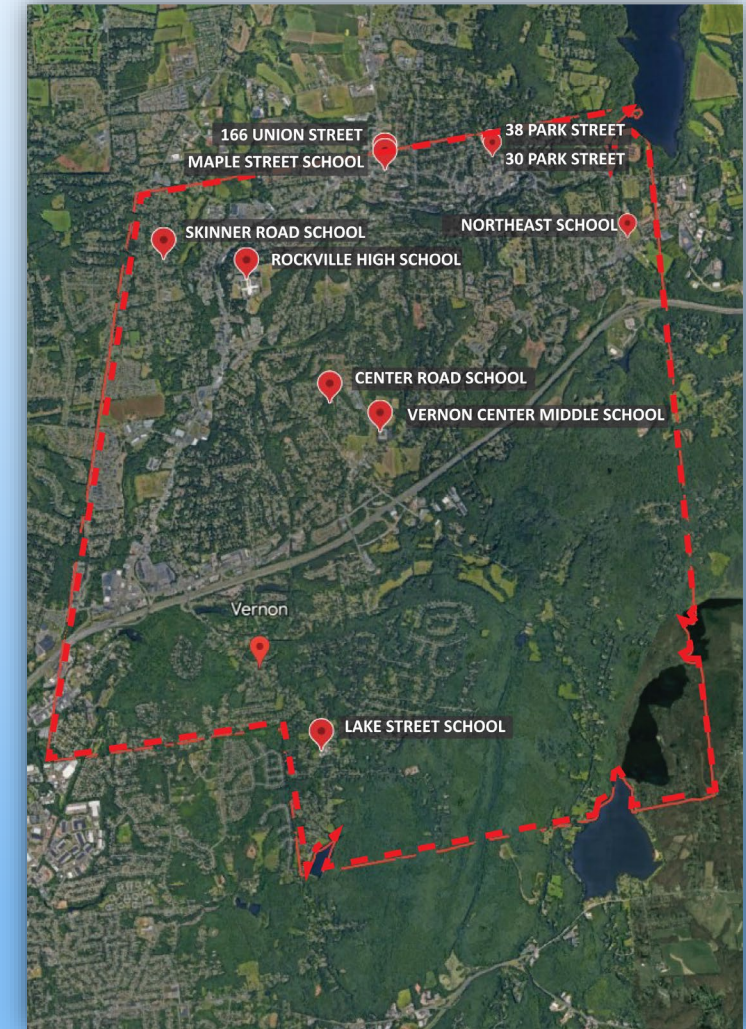 166 UNION STREET
MAPLE STREET SCHOOL
38 PARK STREET
30 PARK STREET
SKINNER ROAD SCHOOL
NORTHEAST SCHOOL
ROCKVILLE HIGH SCHOOL
CENTER ROAD SCHOOL
VERNON CENTER MIDDLE SCHOOL
Vernon
LAKE STREET SCHOOL